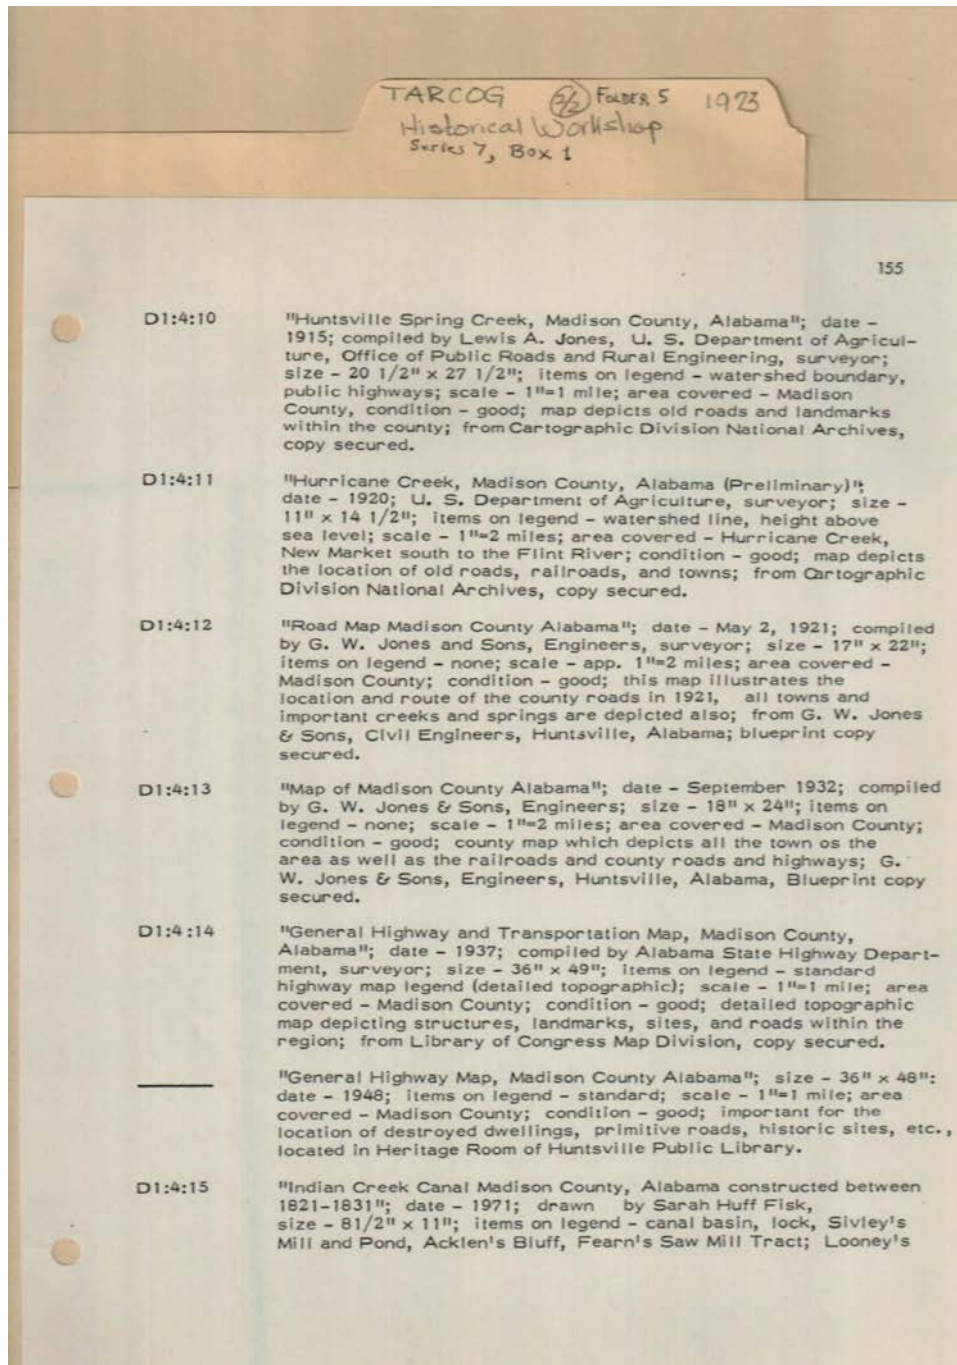 TARCOG 2/2 FOLDER 5 1973
Historical Workshop
Series 7, Box 1
155
D1:4:10 "Huntsville Spring Creek, Madison County, Alabama"; date -
1915; compiled by Lewis A. Jones, U. S. Department of Agricul-
ture, Office of Public Roads and Rural Engineering, surveyor;
size - 20 1/2" x 27 1/2"; items on legend - watershed boundary,
public highways; scale - 1"=1 mile; area covered - Madison
County, condition - good; map depicts old roads and landmarks
within the county; from Cartographic Division National Archives,
copy secured.
D1:4:11 "Hurricane Creek, Madison County, Alabama (Preliminary)";
date - 1920; U. S. Department of Agriculture, surveyor; size -
11" x 14 1/2"; items on legend - watershed line, height above
sea level; scale - 1"=2 miles; area covered - Hurricane Creek,
New Market south to the Flint River; condition - good; map depicts
the location of old roads, railroads, and towns; from Cartographic
Division National Archives, copy secured.
D1:4:12 "Road Map Madison County Alabama"; date - May 2, 1921; compiled
by G. W. Jones and Sons, Engineers, surveyor; size - 17" x 22";
items on legend - none; scale - app. 1"=2 miles; area covered -
Madison County; condition - good; this map illustrates the
location and route of the county roads in 1921, all towns and
important creeks and springs are depicted also; from G. W. Jones
& Sons, Civil Engineers, Huntsville, Alabama; blueprint copy
secured.
D1:4:13 "Map of Madison County Alabama"; date - September 1932; compiled
by G. W. Jones & Sons, Engineers; size - 18" x 24"; items on
legend - none; scale - 1"=2 miles; area covered - Madison County;
condition - good; county map which depicts all the town os the
area as well as the railroads and county roads and highways; G.
W. Jones & Sons, Engineers, Huntsville, Alabama, Blueprint copy
secured.
D1:4:14 "General Highway and Transportation Map, Madison County,
Alabama"; date - 1937; compiled by Alabama State Highway Depart-
ment, surveyor; size - 36" x 49"; items on legend - standard
highway map legend (detailed topographic); scale - 1"=1 mile; area
covered - Madison County; condition - good; detailed topographic
map depicting structures, landmarks, sites, and roads within the
region; from Library of Congress Map Division, copy secured.
"General Highway Map, Madison County Alabama"; size - 36" x 48":
date - 1948; items on legend - standard; scale - 1"=1 mile; area
covered - Madison County; condition - good; important for the
location of destroyed dwellings, primitive roads, historic sites, etc.,
located in Heritage Room of Huntsville Public Library.
D1:4:15 "Indian Creek Canal Madison County, Alabama constructed between
1821-1831"; date - 1971; drawn by Sarah Huff Fisk,
size - 81/2" x 11"; items on legend - canal basin, lock, Sivley's
Mill and Pond, Acklen's Bluff, Fearn's Saw Mill Tract; Looney's